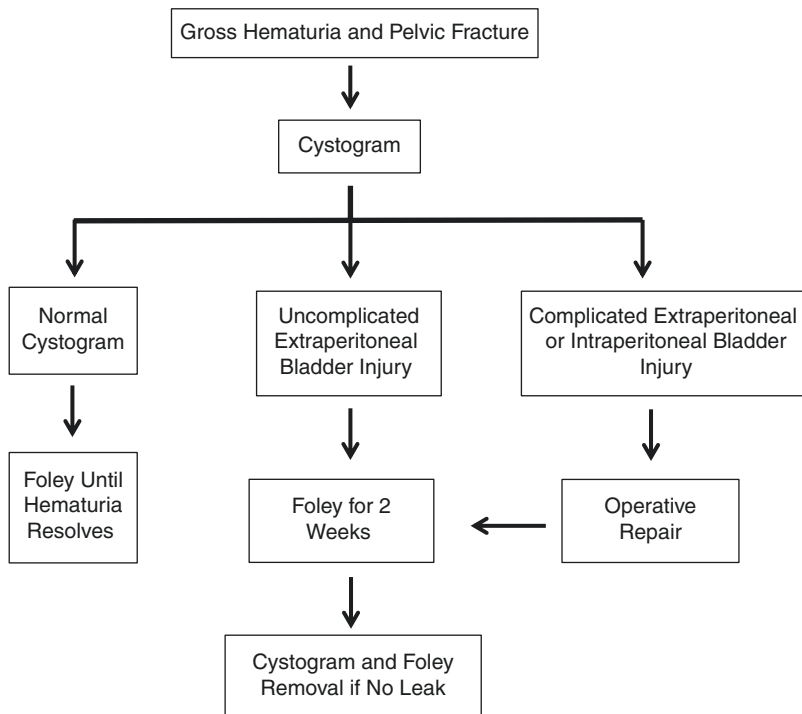 Gross Hematuria and Pelvic Fracture
Cystogram
Normal
Cystogram
Uncomplicated
Extraperitoneal
Bladder Injury
Complicated Extraperitoneal
or Intraperitoneal Bladder
Injury
Foley Until
Hematuria
Resolves
Foley for 2
Weeks
Operative
Repair
Cystogram and Foley
Removal if No Leak